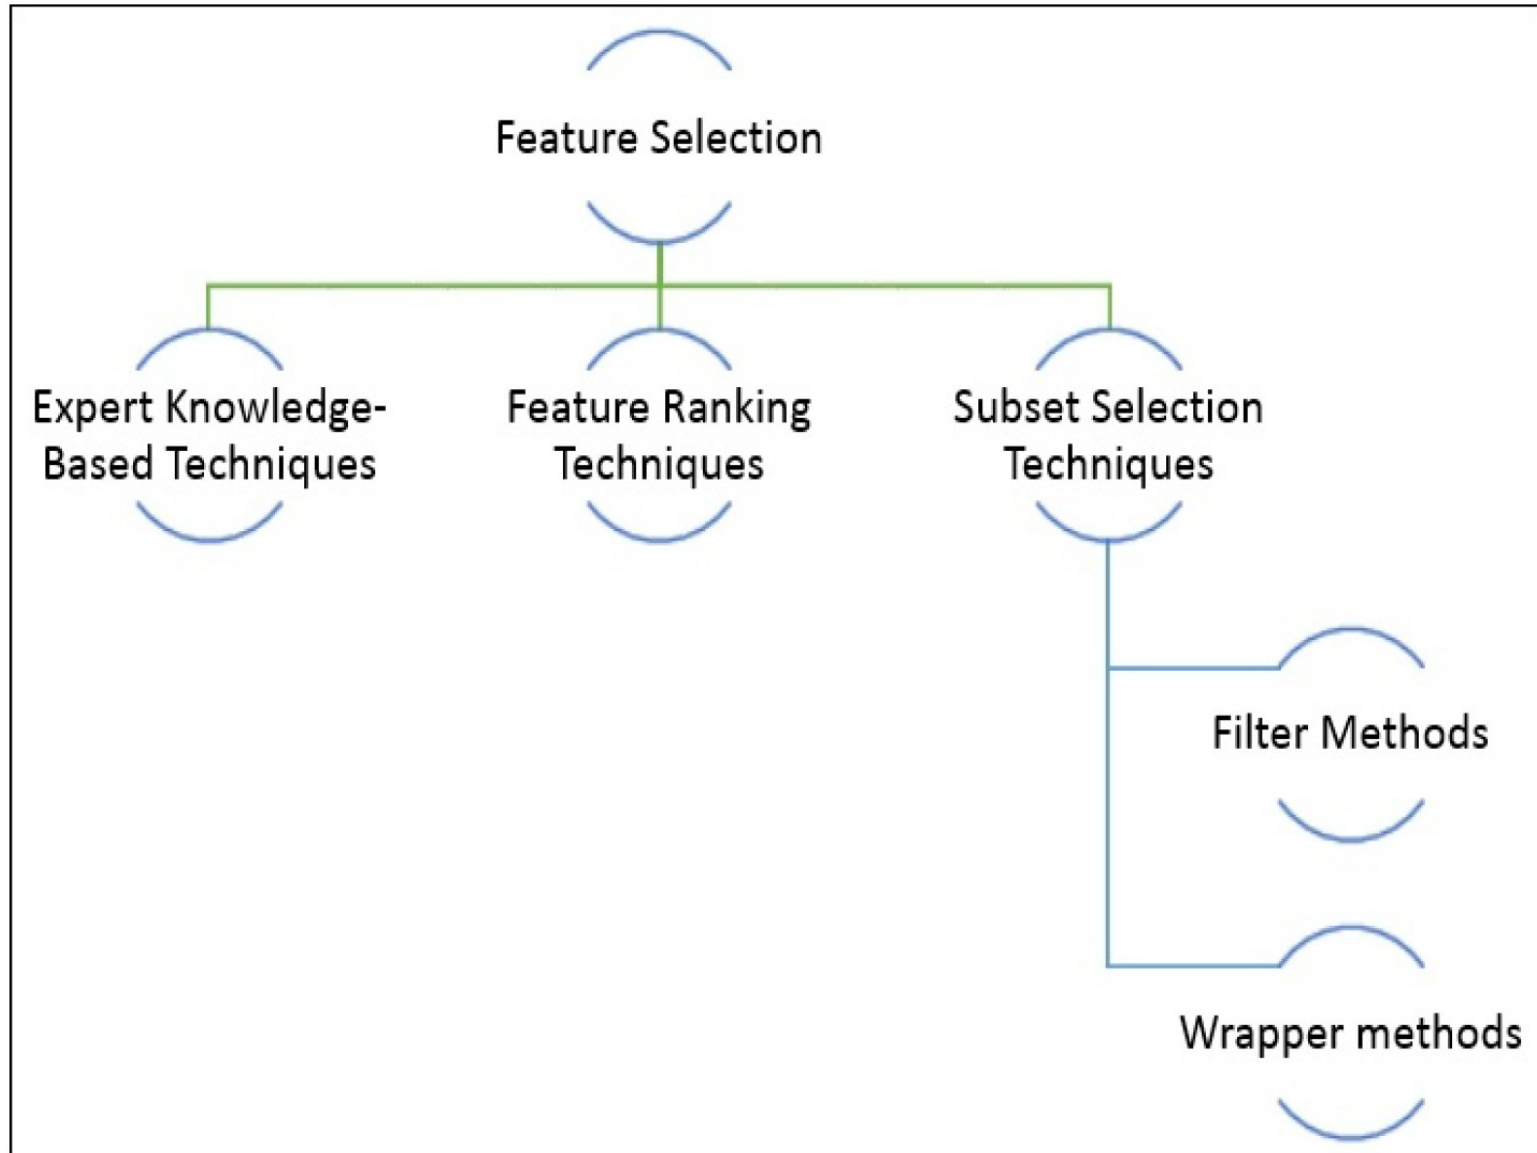 Feature Selection
Expert Knowledge-
Based Techniques
Feature Ranking
Techniques
Subset Selection
Techniques
Filter Methods
Wrapper methods